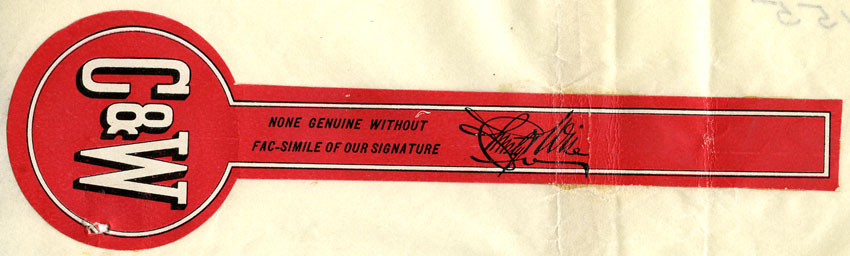 C&W
NONE GENUINE WITHOUT
FAC-SIMILE OF OUR SIGNATURE